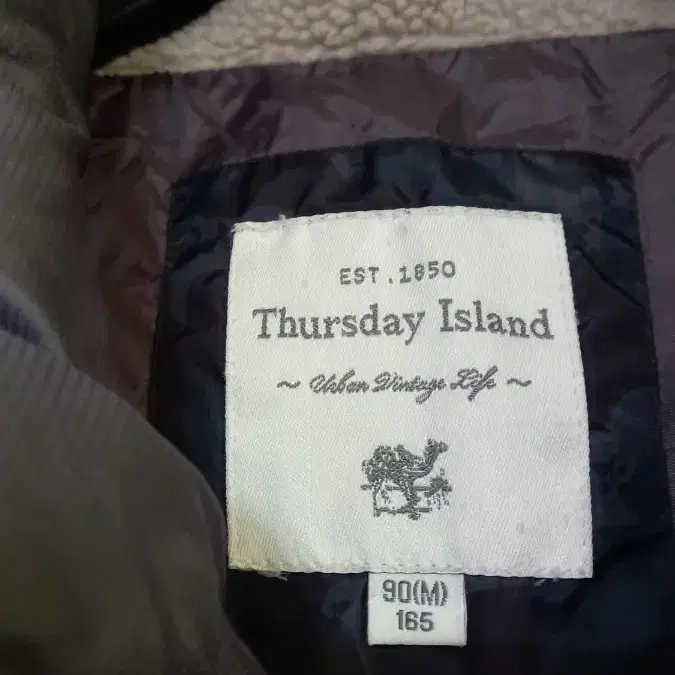 EST.1850
Thursday Island
~ Urban Vintage Life ~
90(M)
165